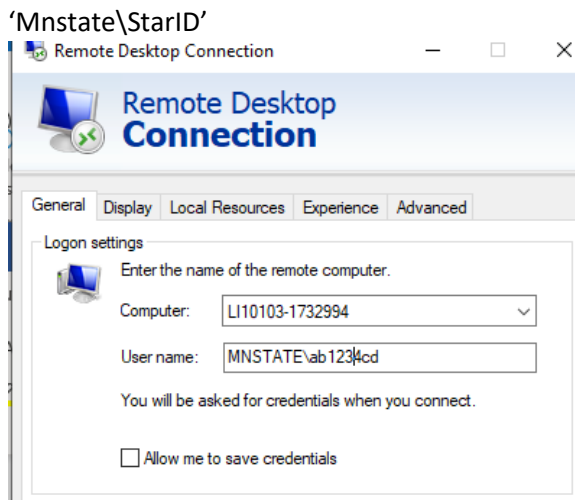 ‘Mnstate\StarID’
Remote Desktop Connection
Remote Desktop
Connection
General Display Local Resources Experience Advanced
Logon settings
Enter the name of the remote computer.
Computer: LI10103-1732994
User name: MNSTATE\ab1234cd
You will be asked for credentials when you connect.
Allow me to save credentials